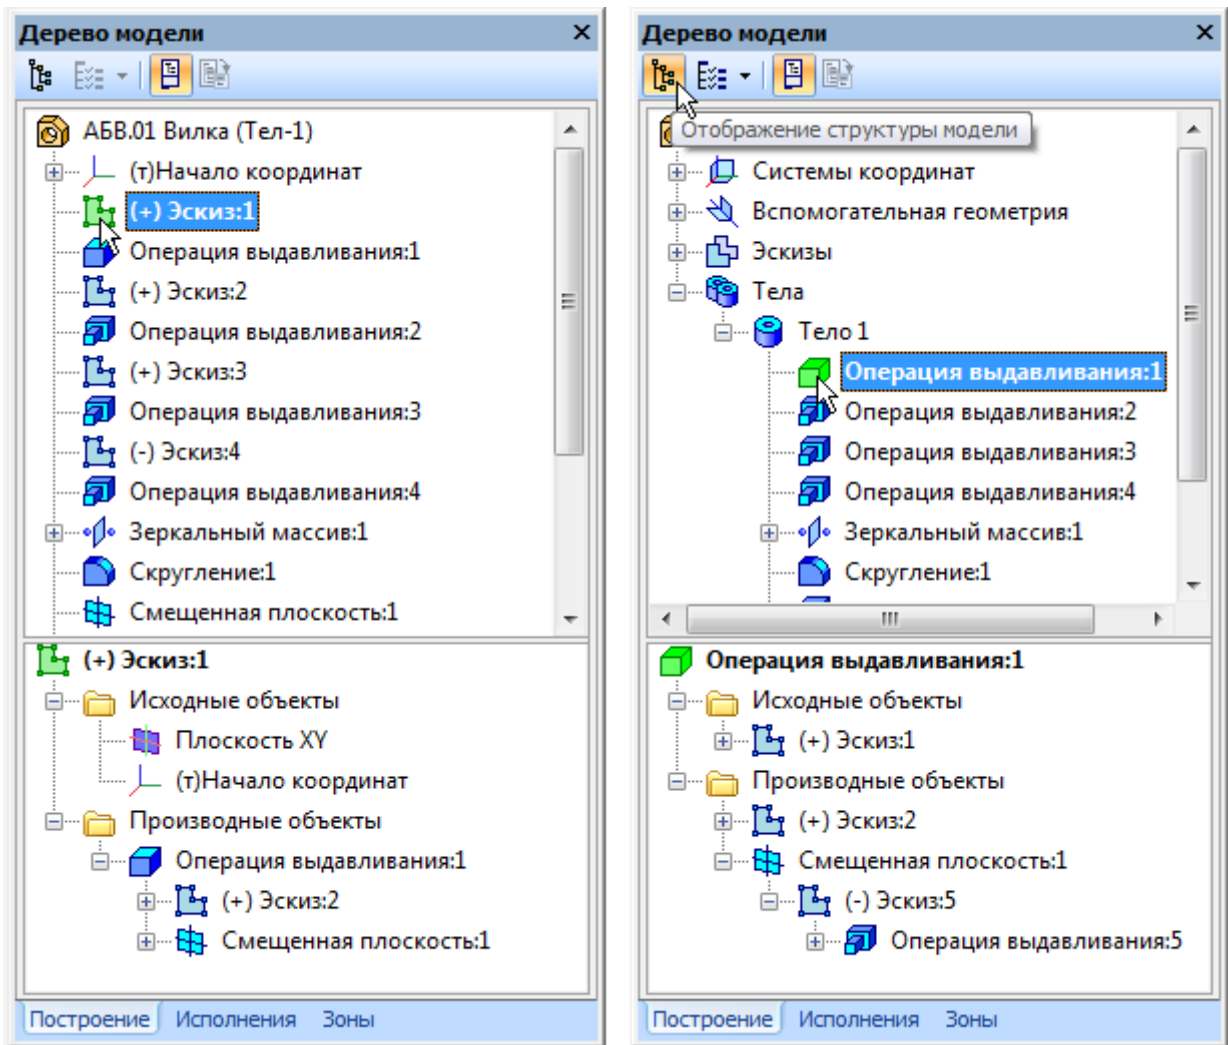 Дерево модели
АБВ.01 Вилка (Тел-1)
(т)Начало координат
(+) Эскиз:1
Операция выдавливания:1
(+) Эскиз:2
Операция выдавливания:2
(+) Эскиз:3
Операция выдавливания:3
(-) Эскиз:4
Операция выдавливания:4
Зеркальный массив:1
Скругление:1
Смещенная плоскость:1
(+) Эскиз:1
Исходные объекты
Плоскость XY
(т)Начало координат
Производные объекты
Операция выдавливания:1
(+) Эскиз:2
Смещенная плоскость:1
Построение Исполнения Зоны
Дерево модели
Отображение структуры модели
Системы координат
Вспомогательная геометрия
Эскизы
Тела
Тело 1
Операция выдавливания:1
Операция выдавливания:2
Операция выдавливания:3
Операция выдавливания:4
Зеркальный массив:1
Скругление:1
Операция выдавливания:1
Исходные объекты
(+) Эскиз:1
Производные объекты
(+) Эскиз:2
Смещенная плоскость:1
(-) Эскиз:5
Операция выдавливания:5
Построение Исполнения Зоны